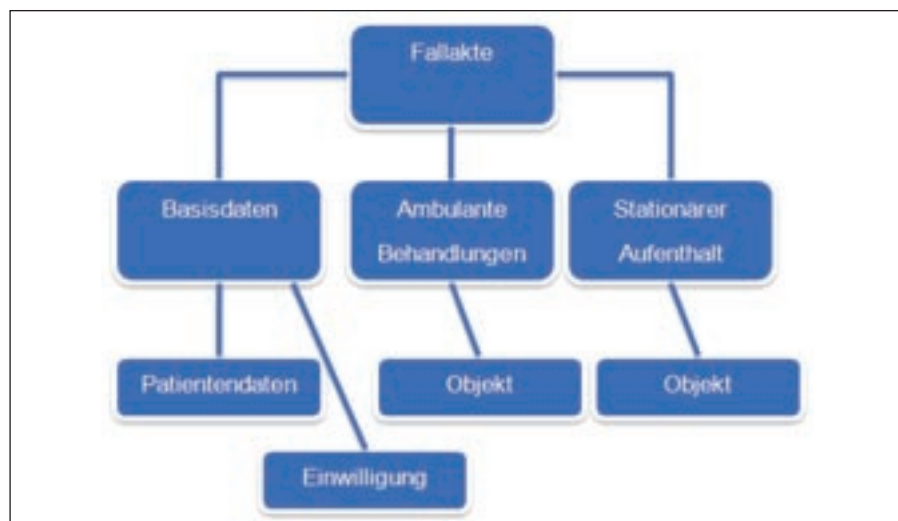 Fallakte
Basisdaten
Ambulante
Behandlungen
Stationärer
Aufenthalt
Patientendaten
Objekt
Objekt
Einwilligung